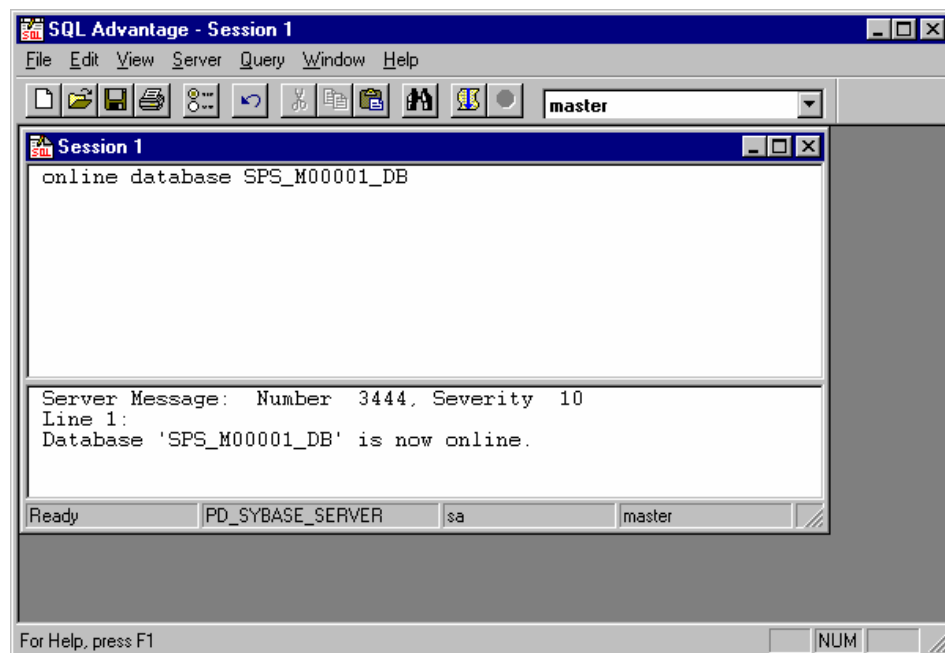 SQL Advantage - Session 1
File Edit View Server Query Window Help
master
Session 1
online database SPS_M00001_DB
Server Message:  Number  3444, Severity  10
Line 1:
Database 'SPS_M00001_DB' is now online.
Ready PD_SYBASE_SERVER sa master
For Help, press F1 NUM